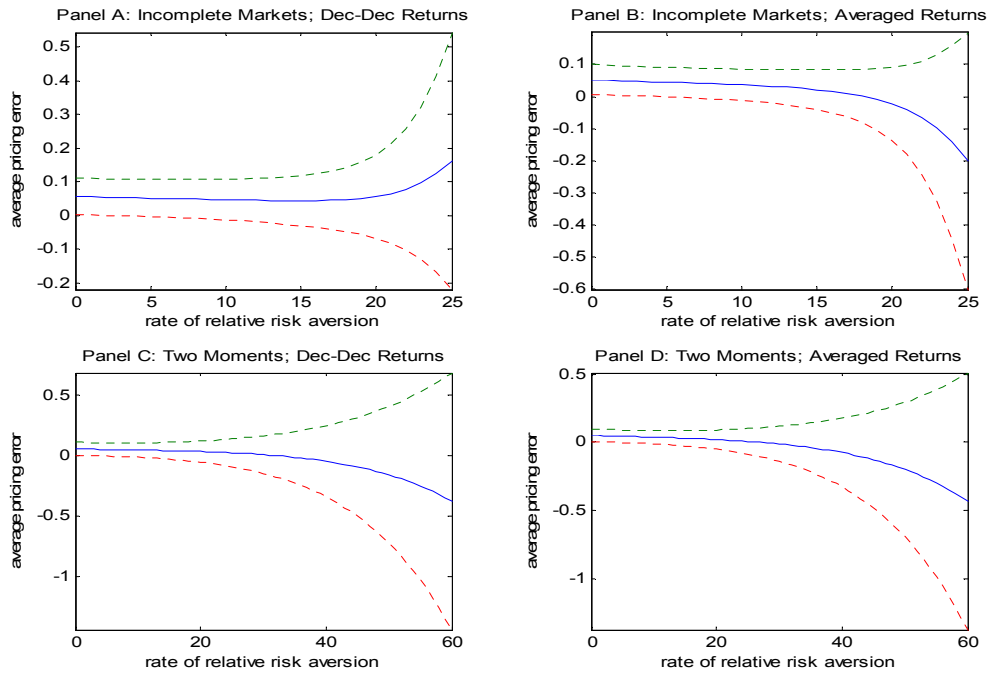 Panel A: Incomplete Markets; Dec-Dec Returns
average pricing error
0.5
0.4
0.3
0.2
0.1
0
-0.1
-0.2
0 5 10 15 20 25
rate of relative risk aversion
Panel B: Incomplete Markets; Averaged Returns
average pricing error
0.1
0
-0.1
-0.2
-0.3
-0.4
-0.5
-0.6
0 5 10 15 20 25
rate of relative risk aversion
Panel C: Two Moments; Dec-Dec Returns
average pricing error
0.5
0
-0.5
-1
0 20 40 60
rate of relative risk aversion
Panel D: Two Moments; Averaged Returns
average pricing error
0.5
0
-0.5
-1
0 20 40 60
rate of relative risk aversion